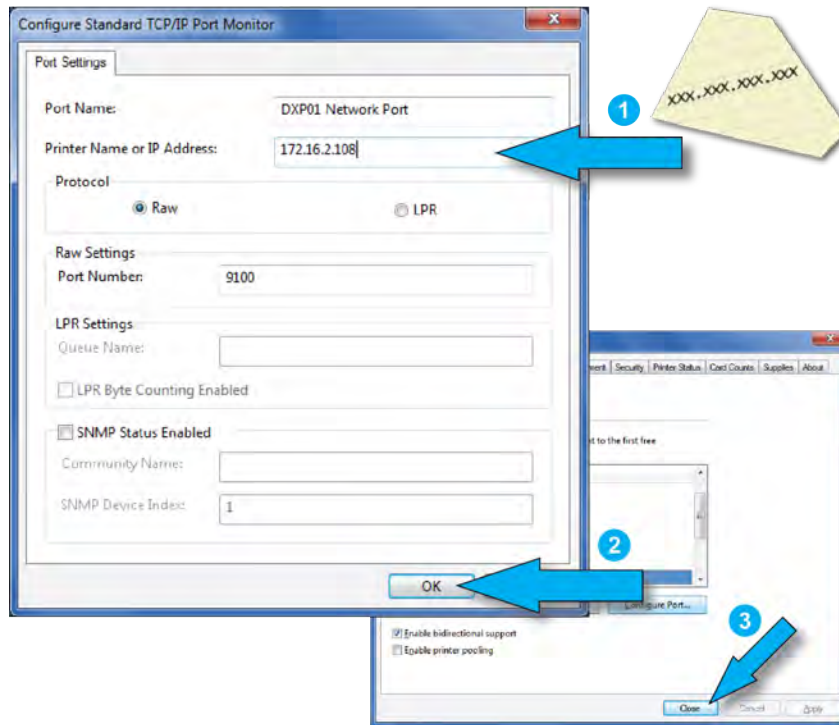 Configure Standard TCP/IP Port Monitor
x
Port Settings
Port Name: DXP01 Network Port
Printer Name or IP Address: 172.16.2.108
1
xxx.xxx.xxx.xxx
Protocol
Raw LPR
Raw Settings
Port Number: 9100
LPR Settings
Queue Name:
LPR Byte Counting Enabled
SNMP Status Enabled
Community Name:
SNMP Device Index: 1
OK
2
ment Security Printer Status Card Counts Supplies About
nt to the first free
Configure Port...
3
Enable bidirectional support
Enable printer pooling
Close Cancel Apply